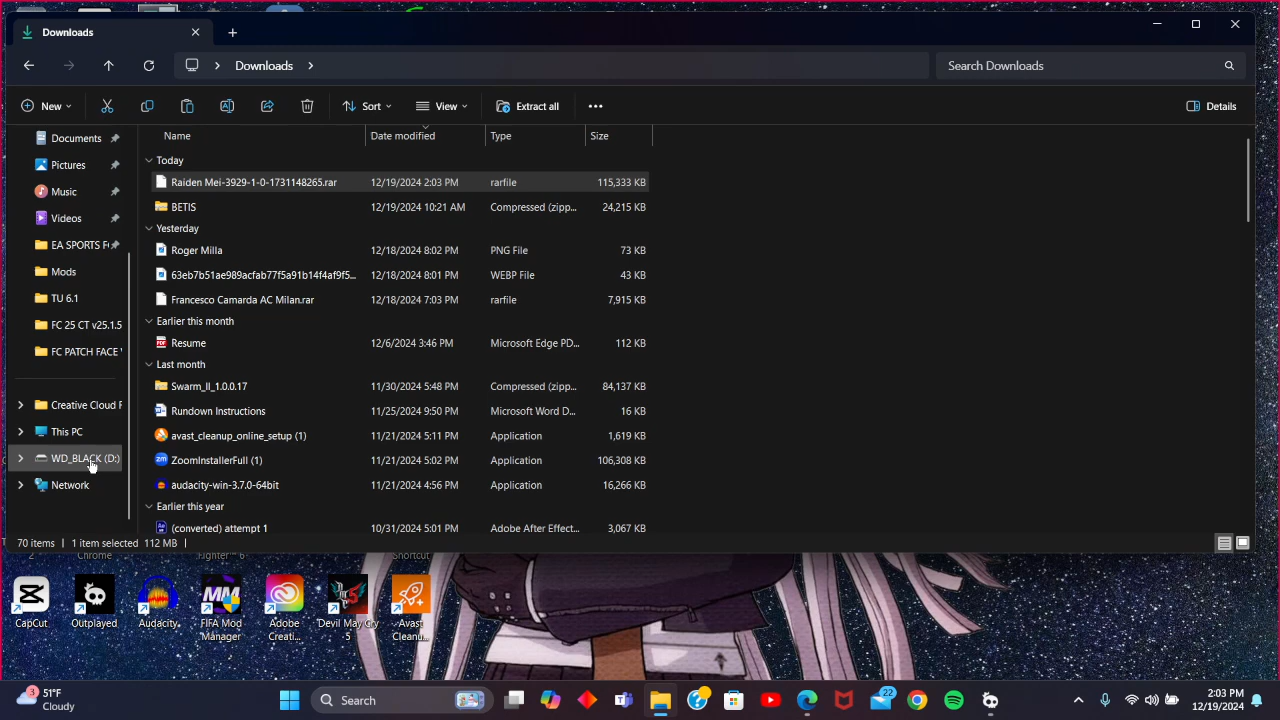 Downloads
Downloads
Search Downloads
New
Sort
View
Extract all
Details
Documents
Pictures
Music
Videos
EA SPORTS F
Mods
TU 6.1
FC 25 CT v25.1.5
FC PATCH FACE
Creative Cloud F
This PC
WD_BLACK (D:)
Network
Name Date modified Type Size
Today
Raiden Mei-3929-1-0-1731148265.rar 12/19/2024 2:03 PM rarfile 115,333 KB
BETIS 12/19/2024 10:21 AM Compressed (zipp... 24,215 KB
Yesterday
Roger Milla 12/18/2024 8:02 PM PNG File 73 KB
63eb7b51ae989acfab77f5a91b14f4af9f5... 12/18/2024 8:01 PM WEBP File 43 KB
Francesco Camarda AC Milan.rar 12/18/2024 7:03 PM rarfile 7,915 KB
Earlier this month
Resume 12/6/2024 3:46 PM Microsoft Edge PD... 112 KB
Last month
Swarm_II_1.0.0.17 11/30/2024 5:48 PM Compressed (zipp... 84,137 KB
Rundown Instructions 11/25/2024 9:50 PM Microsoft Word D... 16 KB
avast_cleanup_online_setup (1) 11/21/2024 5:11 PM Application 1,619 KB
ZoomInstallerFull (1) 11/21/2024 5:02 PM Application 106,308 KB
audacity-win-3.7.0-64bit 11/21/2024 4:56 PM Application 16,266 KB
Earlier this year
(converted) attempt 1 10/31/2024 5:01 PM Adobe After Effect... 3,067 KB
70 items 1 item selected 112 MB
2 Chrome Fighter™ 6 Shortcut
CapCut
Outplayed
Audacity
FIFA Mod
Manager
Adobe
Creati...
Devil May Cry
5
Avast
Cleanu...
3
51°F
Cloudy
Search
22
2:03 PM
12/19/2024